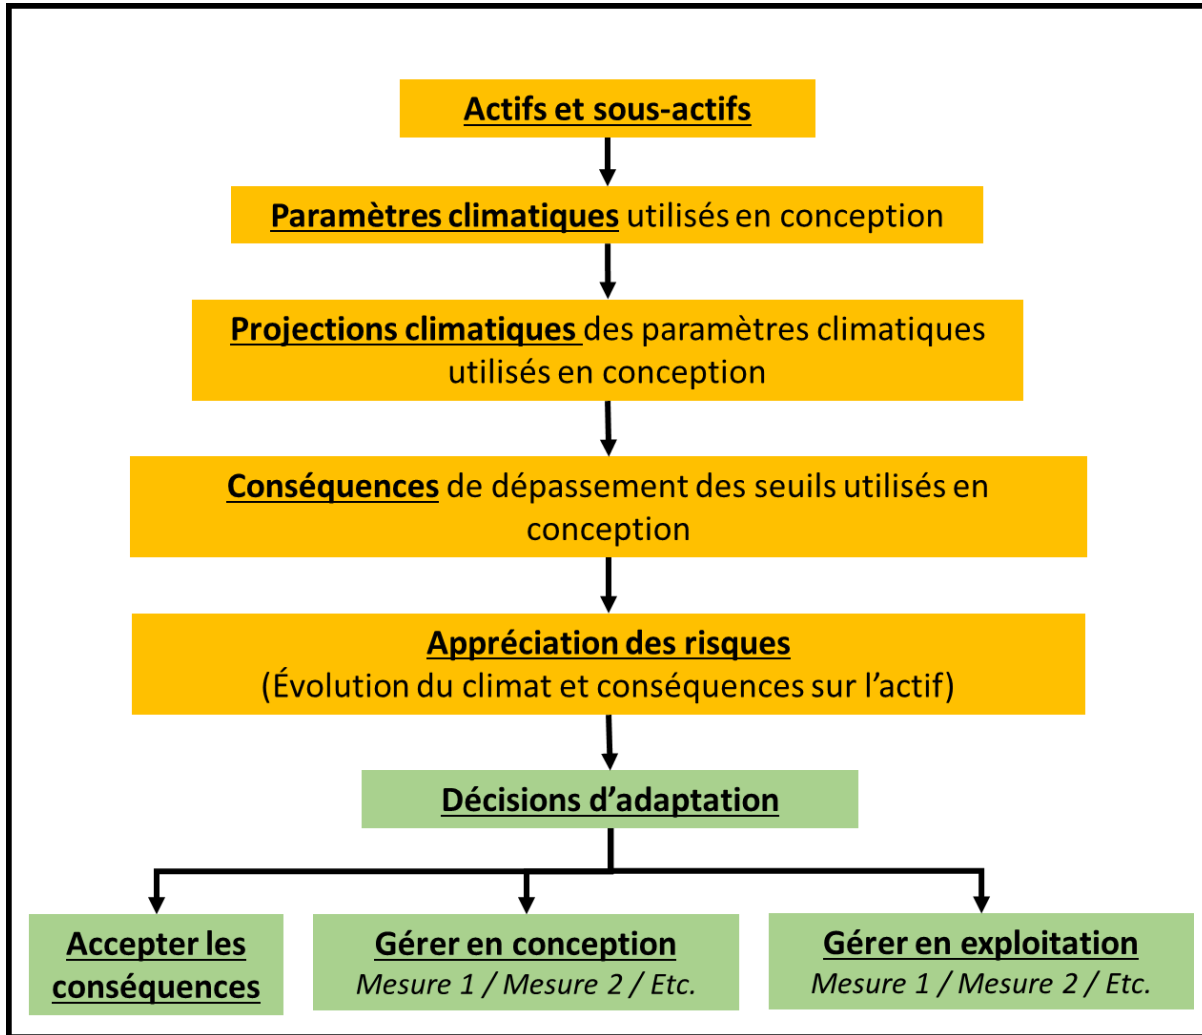 Actifs et sous-actifs
Paramètres climatiques utilisés en conception
Projections climatiques des paramètres climatiques
utilisés en conception
Conséquences de dépassement des seuils utilisés en
conception
Appréciation des risques
(Évolution du climat et conséquences sur l’actif)
Décisions d’adaptation
Accepter les
conséquences
Gérer en conception
Mesure 1 / Mesure 2 / Etc.
Gérer en exploitation
Mesure 1 / Mesure 2 / Etc.